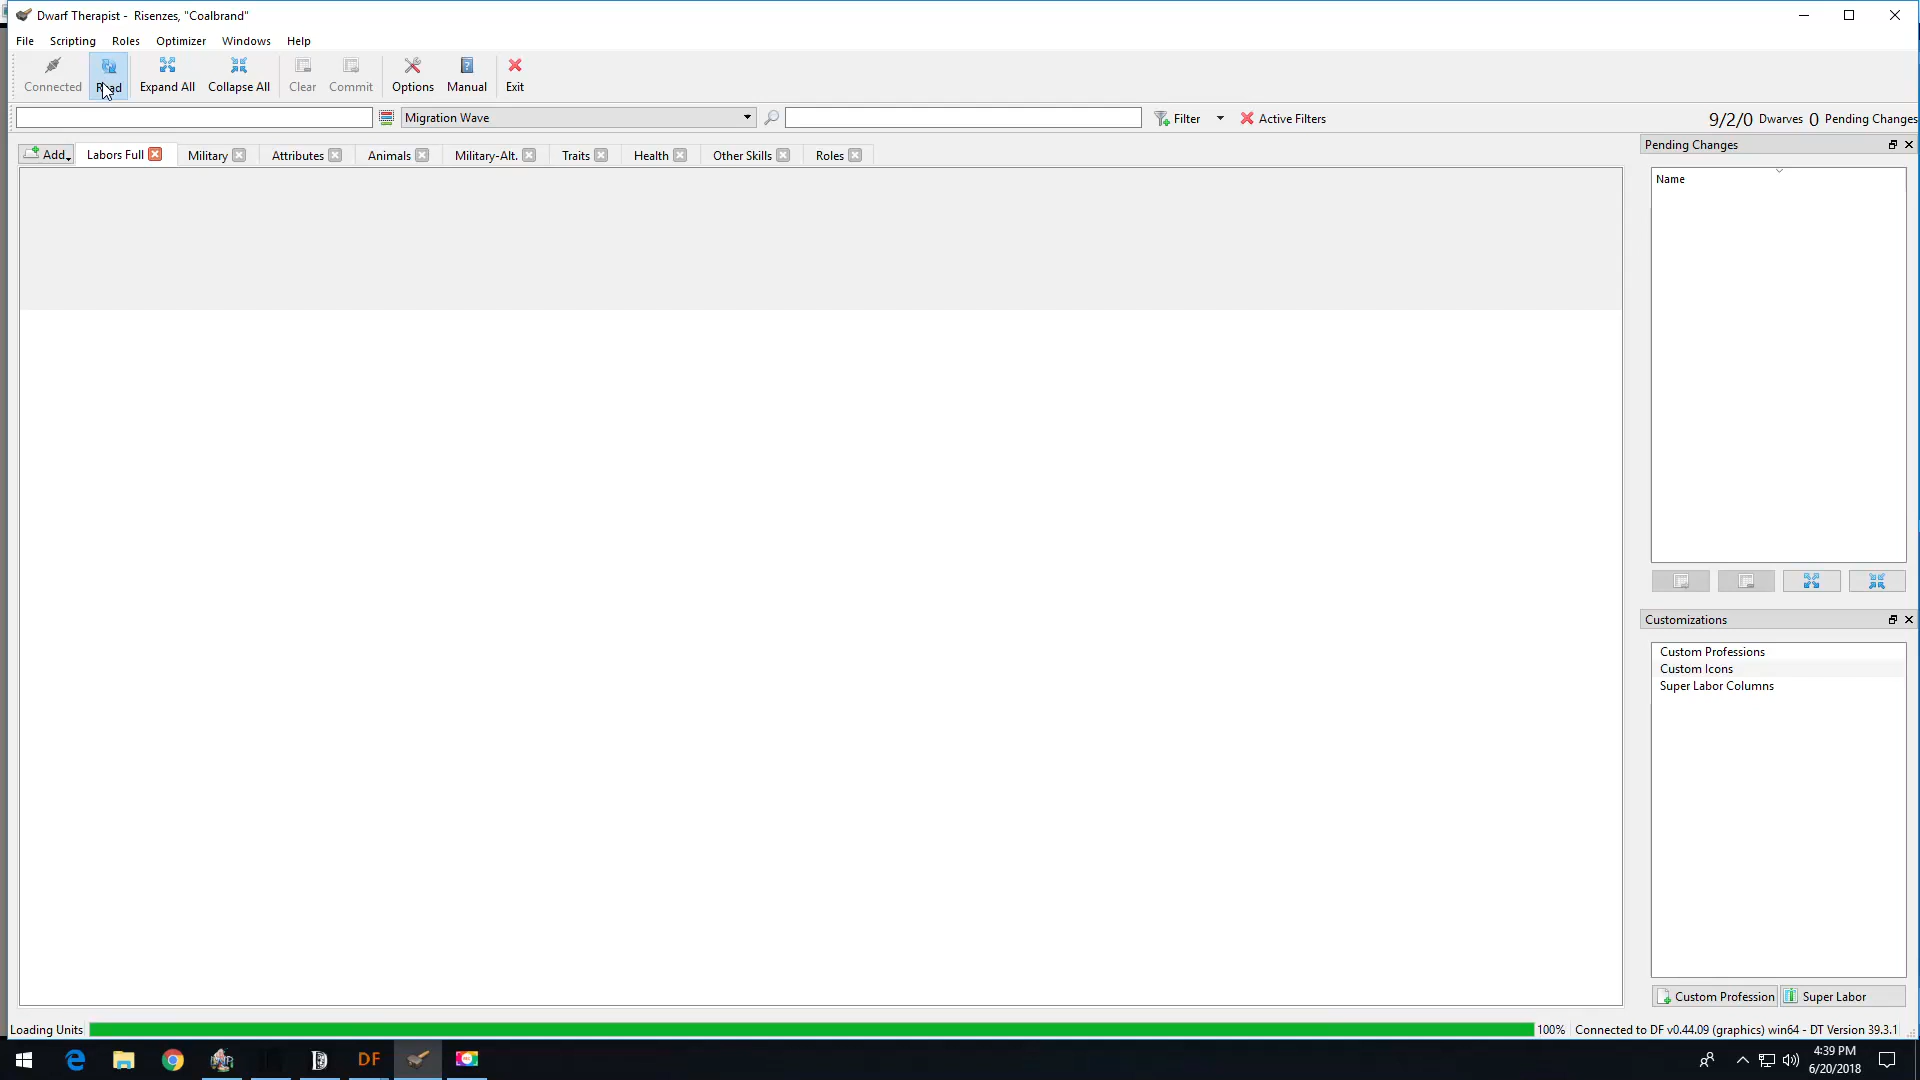 Dwarf Therapist - Risenzes, "Coalbrand"
File Scripting Roles Optimizer Windows Help
Connected Read Expand All Collapse All Clear Commit Options Manual Exit
Migration Wave Filter Active Filters 9/2/0 Dwarves 0 Pending Changes
Add Labors Full Military Attributes Animals Military-Alt. Traits Health Other Skills Roles
Pending Changes
Name
Customizations
Custom Professions
Custom Icons
Super Labor Columns
Custom Profession Super Labor
Loading Units 100% Connected to DF v0.44.09 (graphics) win64 - DT Version 39.3.1
DF
4:39 PM
6/20/2018